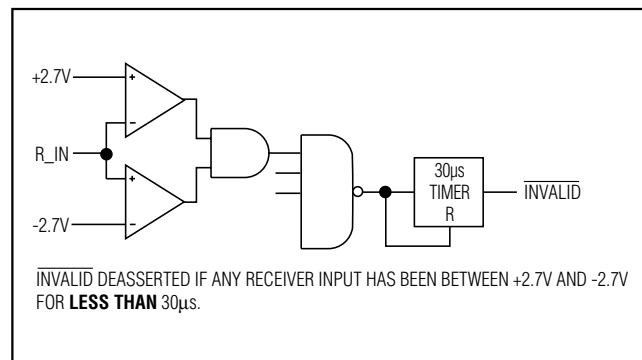 +2.7V
+
-
R_IN
+
-2.7V
-
30µs
TIMER
R
INVALID
INVALID DEASSERTED IF ANY RECEIVER INPUT HAS BEEN BETWEEN +2.7V AND -2.7V
FOR LESS THAN 30µs.